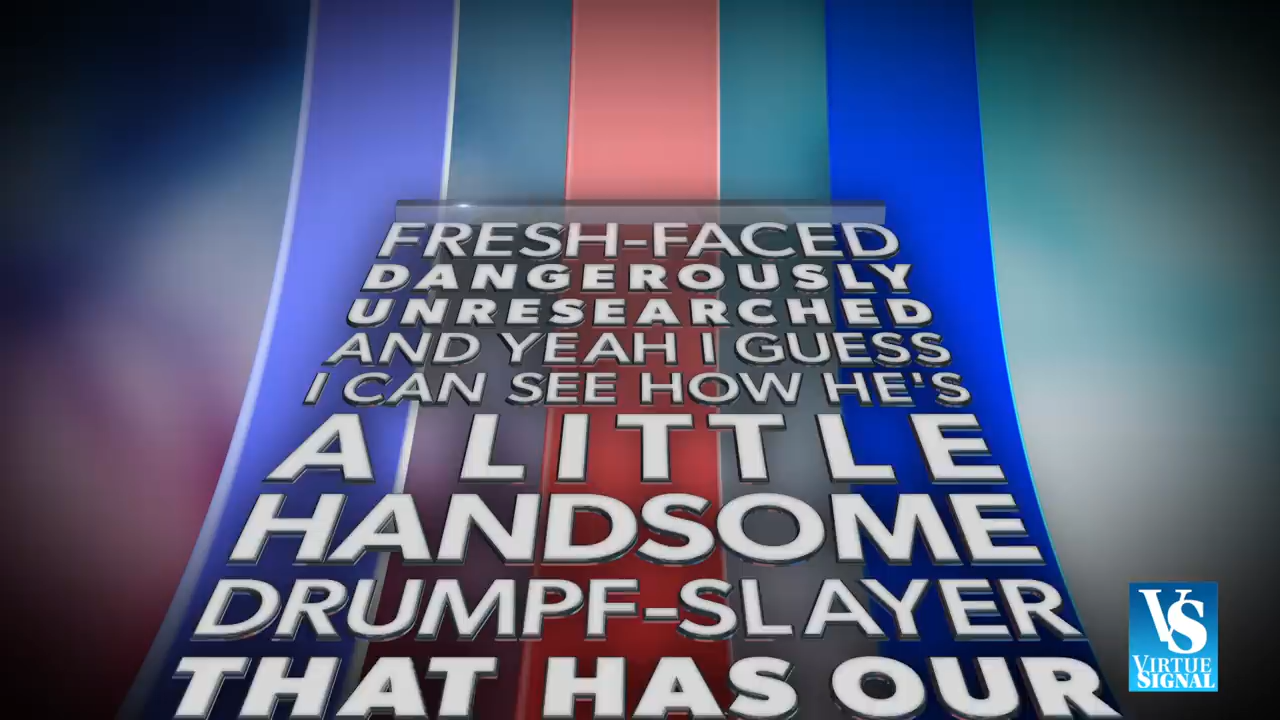 FRESH-FACED
DANGEROUSLY
UNRESEARCHED
AND YEAH I GUESS
I CAN SEE HOW HE'S
A LITTLE
HANDSOME
DRUMPF-SLAYER
THAT HAS OUR
VS
VIRTUE
SIGNAL